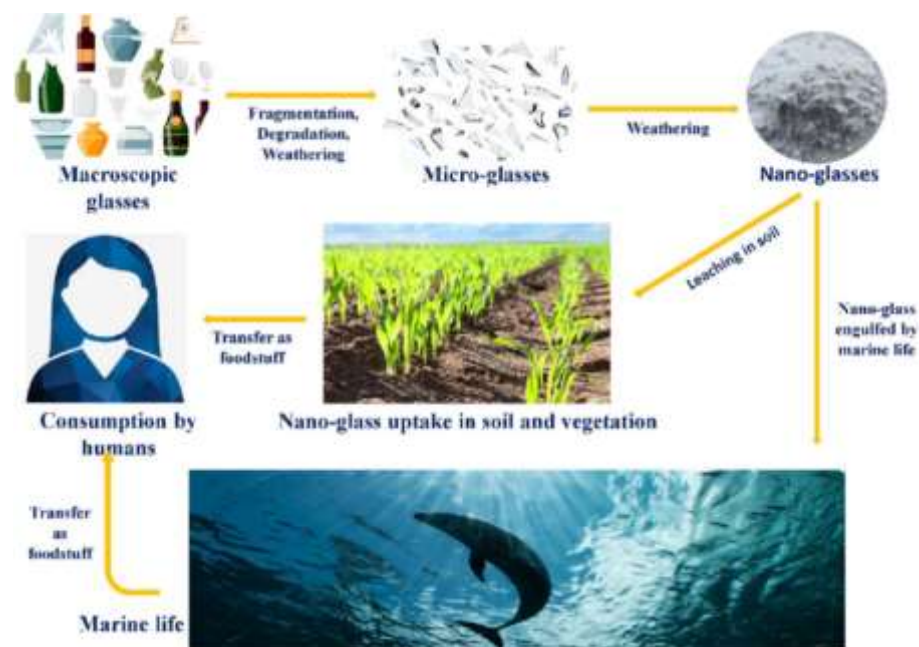 Fragmentation,
Degradation,
Weathering
Weathering
Macroscopic
glasses
Micro-glasses
Nano-glasses
Leaching in soil
Nano-glass
engulfed by
marine life
Transfer as
foodstuff
Consumption by
humans
Nano-glass uptake in soil and vegetation
Transfer
as
foodstuff
Marine life